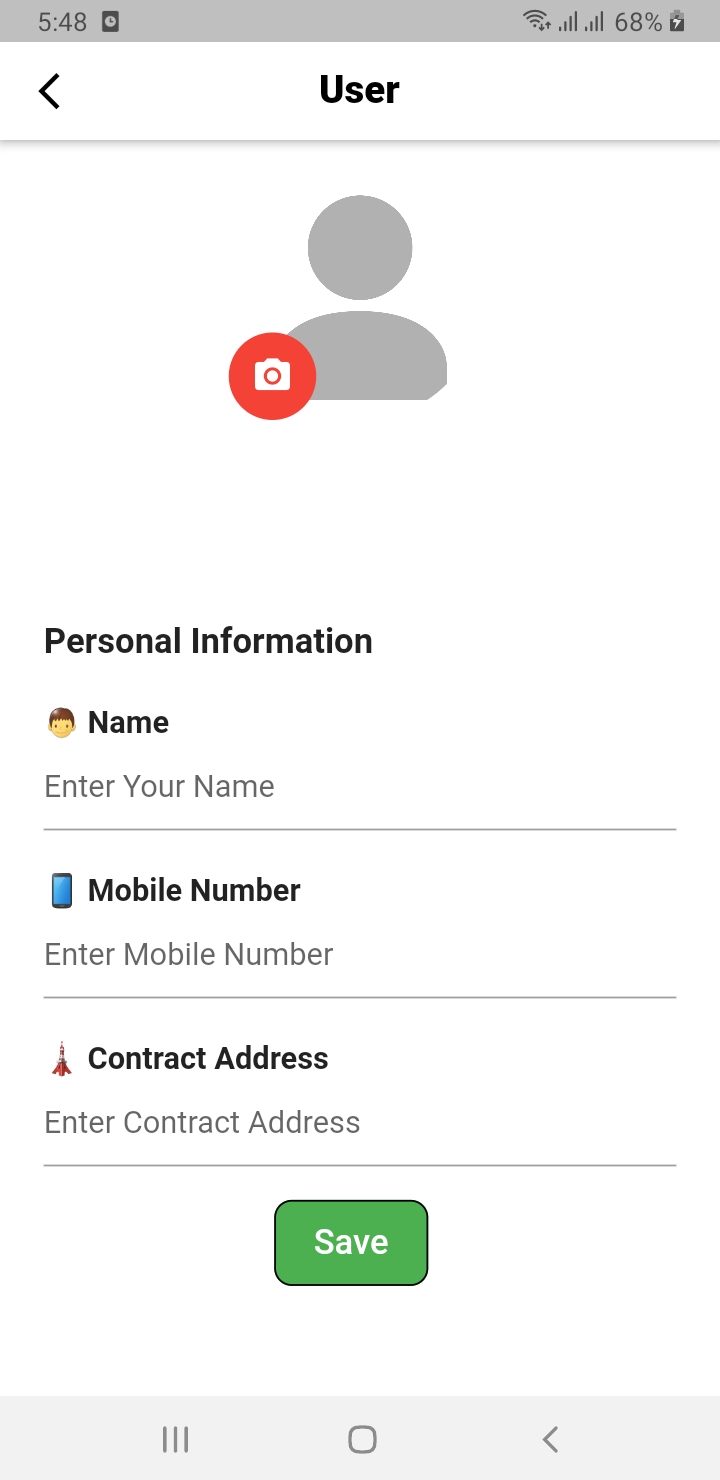 5:48
68%
User
Personal Information
Name
Enter Your Name
Mobile Number
Enter Mobile Number
Contract Address
Enter Contract Address
Save